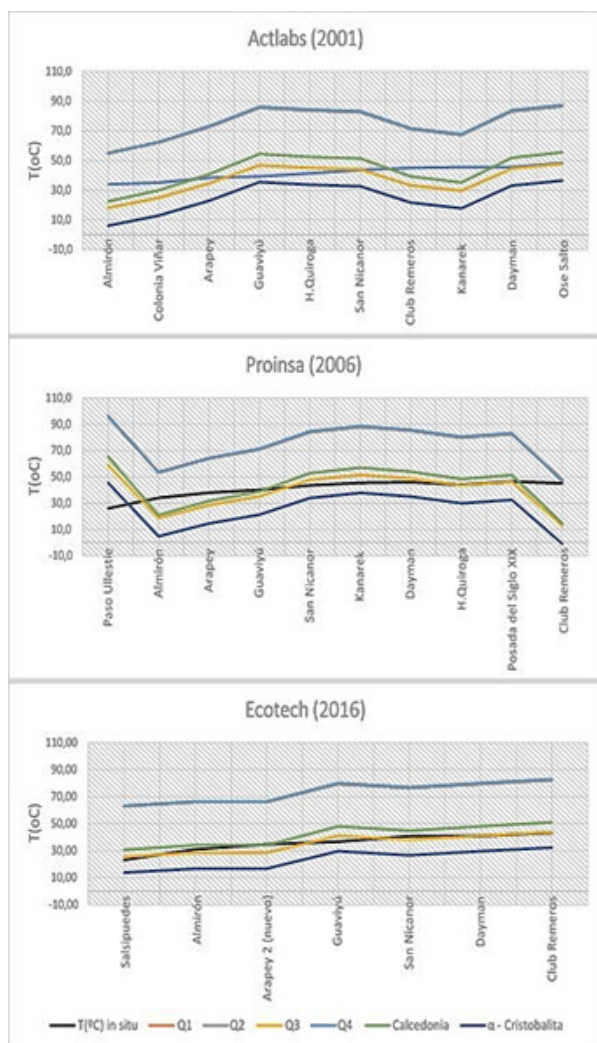 Actlabs (2001)
110,0
90,0
70,0
50,0
30,0
10,0
-10,0
T(oC)
Almirón
Colonia Viñar
Arapey
Guaviyú
H.Quiroga
San Nicanor
Club Remeros
Kanarek
Dayman
Ose Salto
Proinsa (2006)
110,0
90,0
70,0
50,0
30,0
10,0
-10,0
T(oC)
Paso Ullestie
Almirón
Arapey
Guaviyú
San Nicanor
Kanarek
Dayman
H.Quiroga
Posada del Siglo XIX
Club Remeros
Ecotech (2016)
110,00
90,00
70,00
50,00
30,00
10,00
-10,00
T(oC)
Salsipuedes
Almirón
Arapey 2 (nuevo)
Guaviyú
San Nicanor
Dayman
Club Remeros
T(ºC) in situ Q1 Q2 Q3 Q4 Calcedonia α - Cristobalita